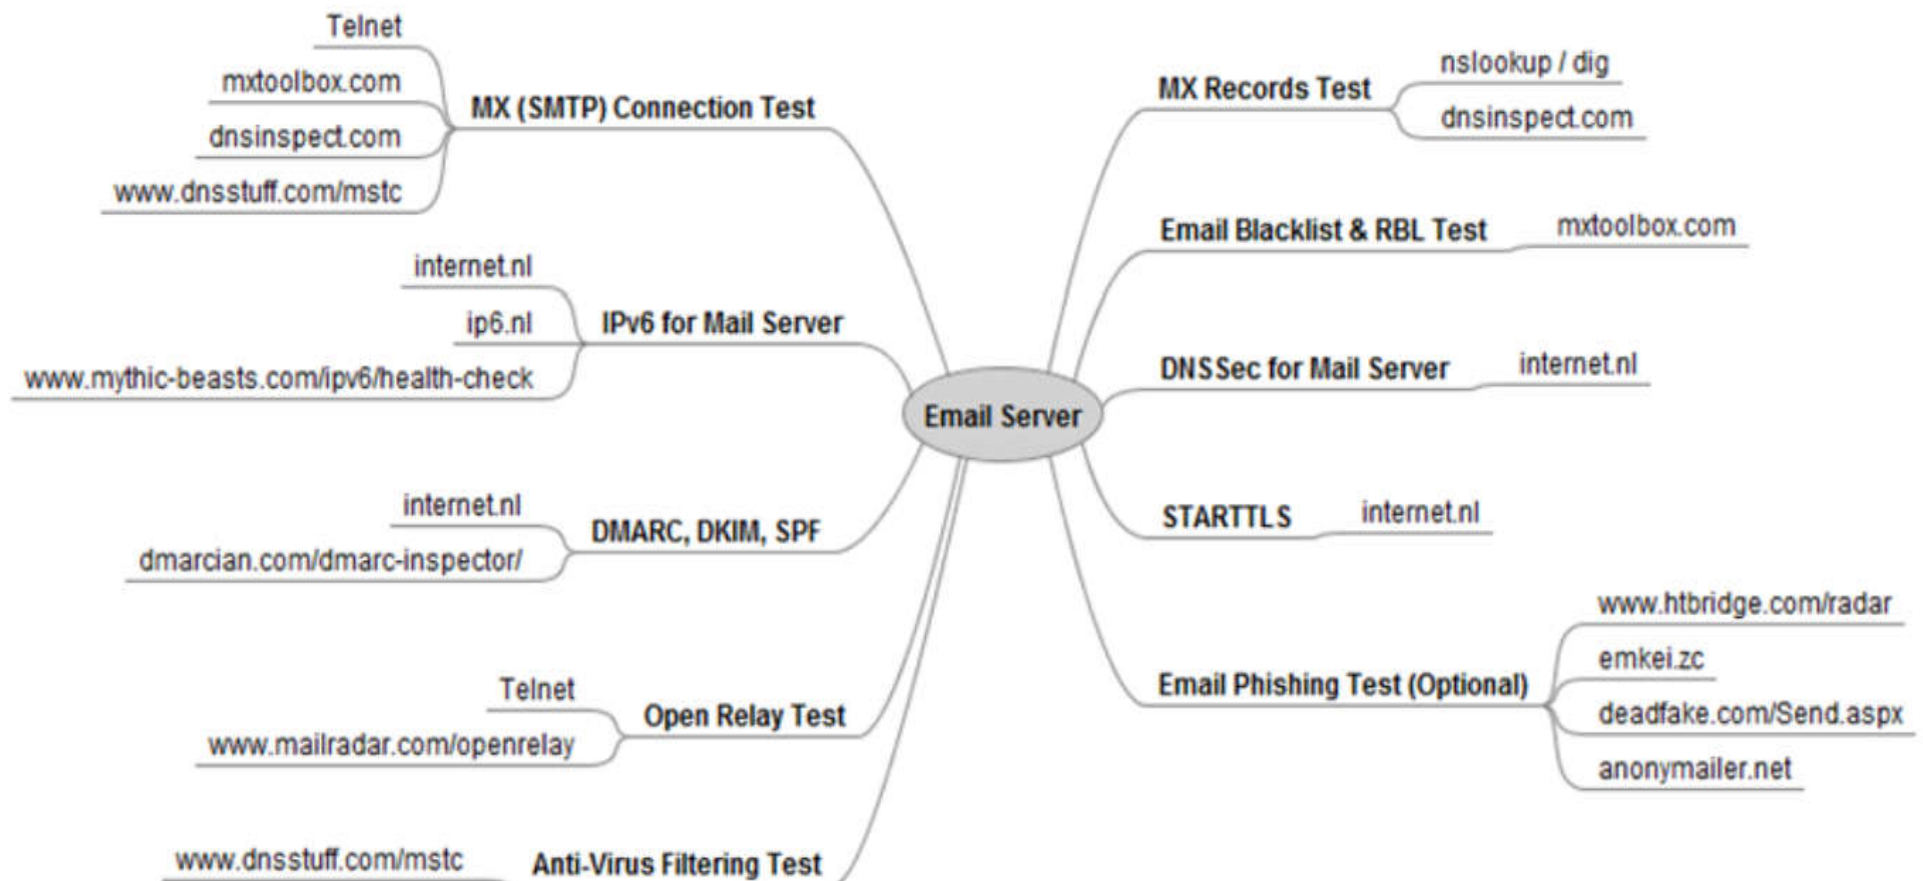 Telnet
mxtoolbox.com
dnsinspect.com
www.dnsstuff.com/mstc
MX (SMTP) Connection Test
internet.nl
ip6.nl
www.mythic-beasts.com/ipv6/health-check
IPv6 for Mail Server
internet.nl
dmarcian.com/dmarc-inspector/
DMARC, DKIM, SPF
Telnet
www.mailradar.com/openrelay
Open Relay Test
www.dnsstuff.com/mstc
Anti-Virus Filtering Test
Email Server
MX Records Test
nslookup / dig
dnsinspect.com
Email Blacklist & RBL Test
mxtoolbox.com
DNSSec for Mail Server
internet.nl
STARTTLS
internet.nl
Email Phishing Test (Optional)
www.htbridge.com/radar
emkei.zc
deadfake.com/Send.aspx
anonymailer.net